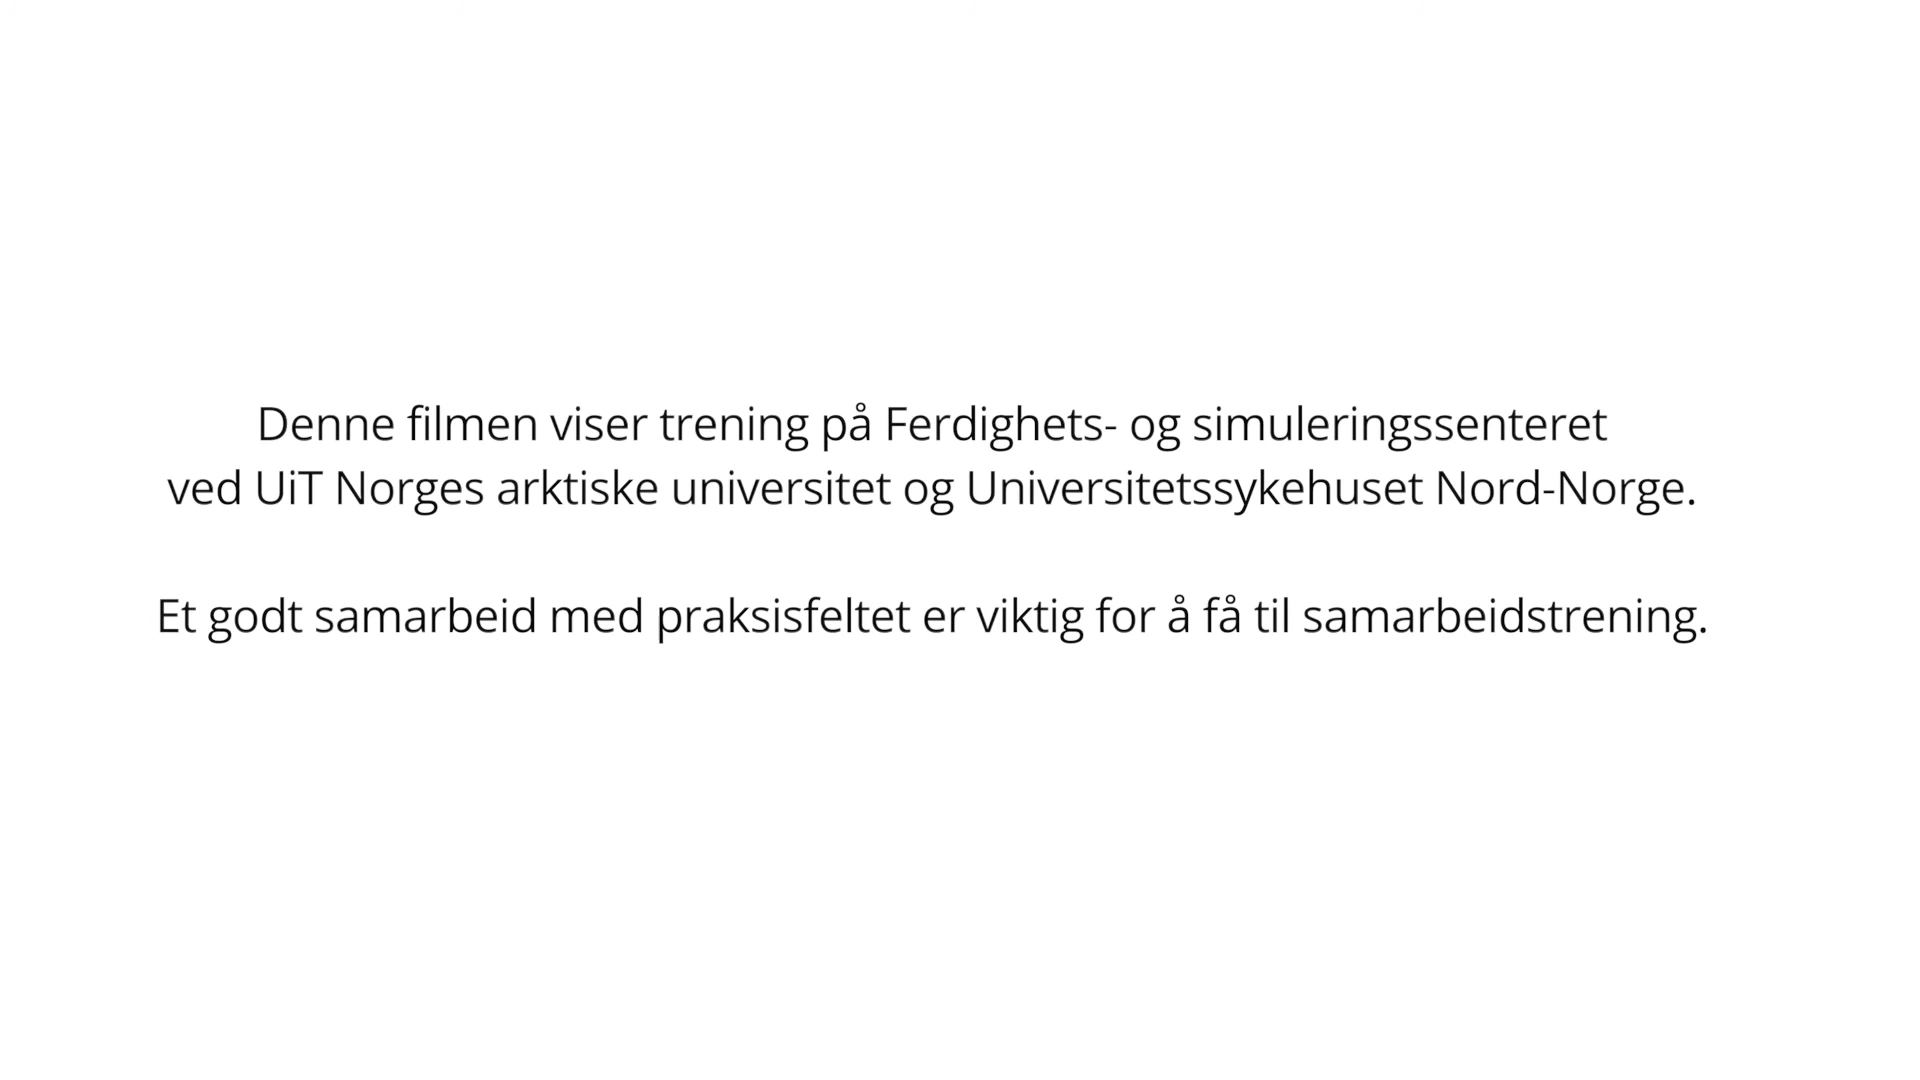 Denne filmen viser trening på Ferdighets- og simuleringssenteret
ved UiT Norges arktiske universitet og Universitetssykehuset Nord-Norge.
Et godt samarbeid med praksisfeltet er viktig for å få til samarbeidstrening.